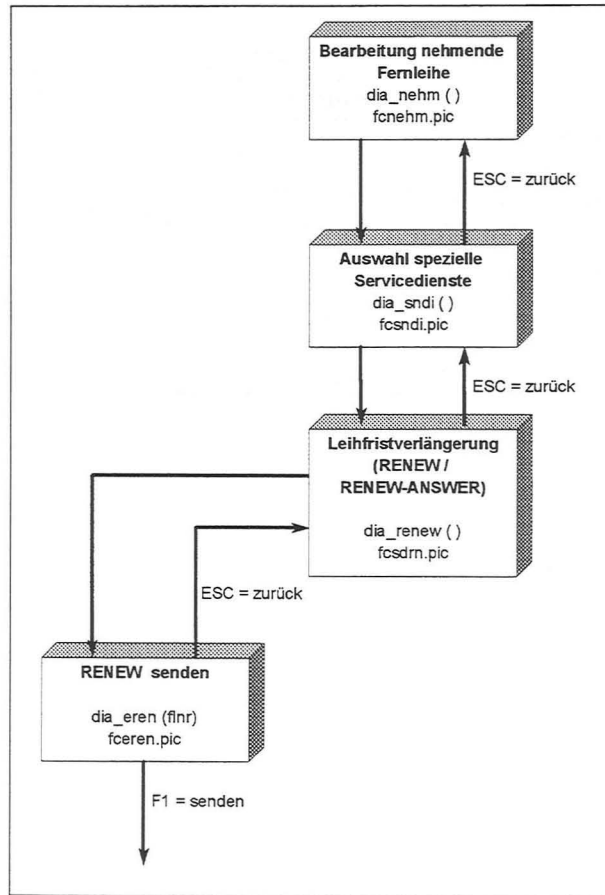 Bearbeitung nehmende
Fernleihe
dia_nehm ( )
fcnehm.pic
ESC = zurück
Auswahl spezielle
Servicedienste
dia_sndi ( )
fcsndi.pic
ESC = zurück
Leihfristverlängerung
(RENEW /
RENEW-ANSWER)
dia_renew ( )
fcsdrn.pic
ESC = zurück
RENEW senden
dia_eren (flnr)
fceren.pic
F1 = senden